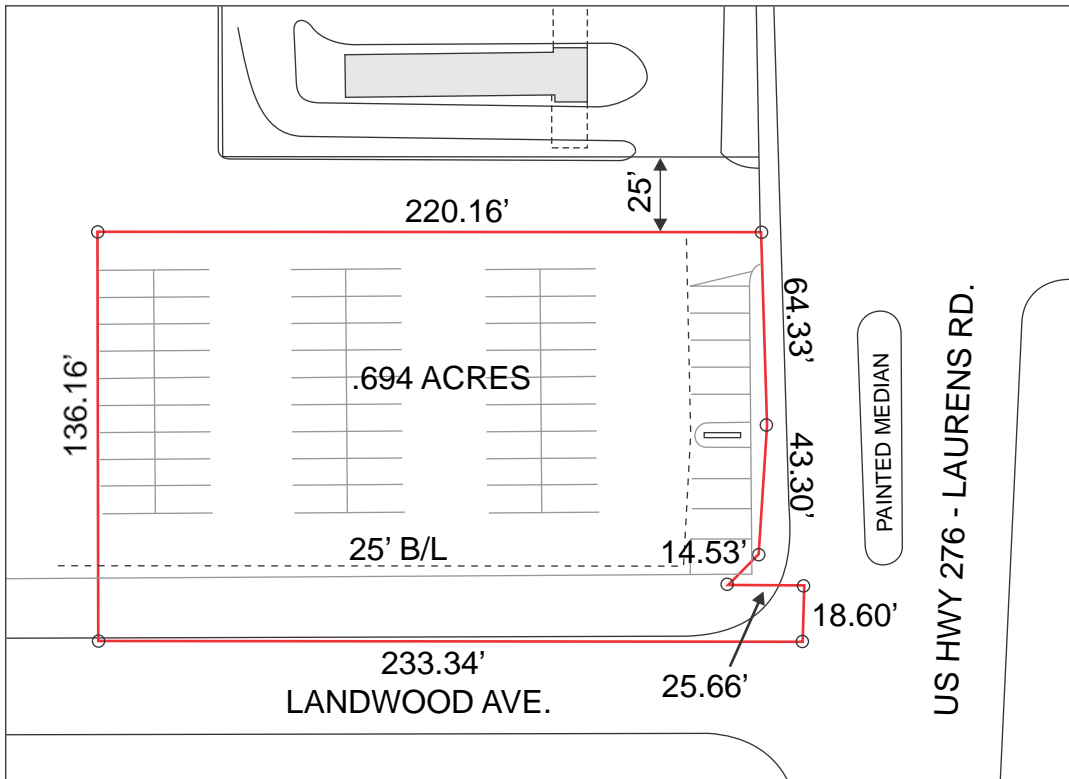 25’
220.16’
64.33’
136.16’
.694 ACRES
PAINTED MEDIAN
US HWY 276 - LAURENS RD.
43.30’
25’ B/L
14.53’
18.60’
233.34’
25.66’
LANDWOOD AVE.